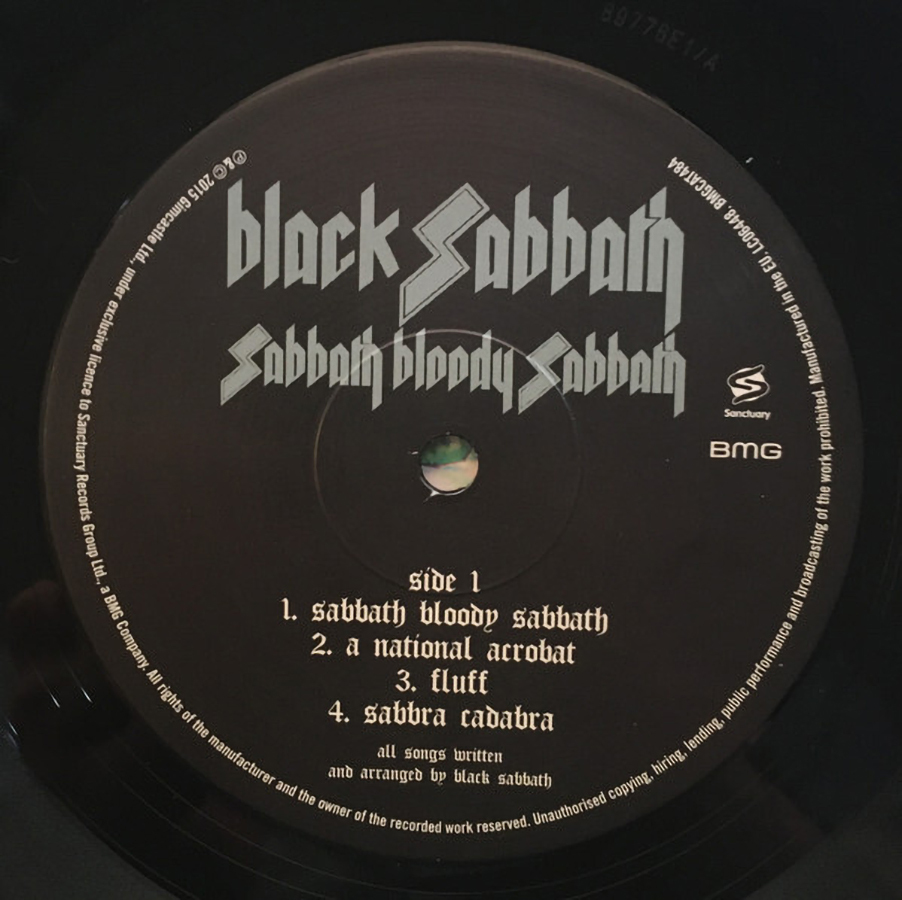 black Sabbath
Sabbath bloody Sabbath
Sanctuary
BMG
side 1
1. sabbath bloody sabbath
2. a national acrobat
3. fluff
4. sabbra cadabra
all songs written
and arranged by black sabbath
℗&© 2015 Gimcastle Ltd., under exclusive licence to Sanctuary Records Group Ltd., a BMG Company. All rights of the manufacturer and the owner of the recorded work reserved. Unauthorised copying, hiring, lending, public performance and broadcasting of the work prohibited. Manufactured in the EU. LC06448. BMGCAT484